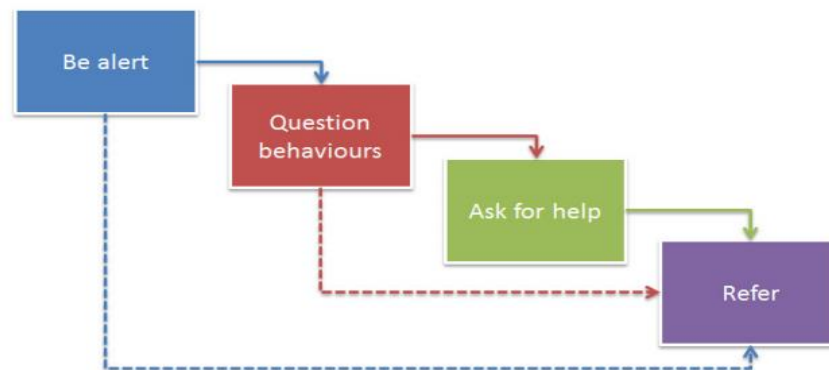 Be alert
Question
behaviours
Ask for help
Refer